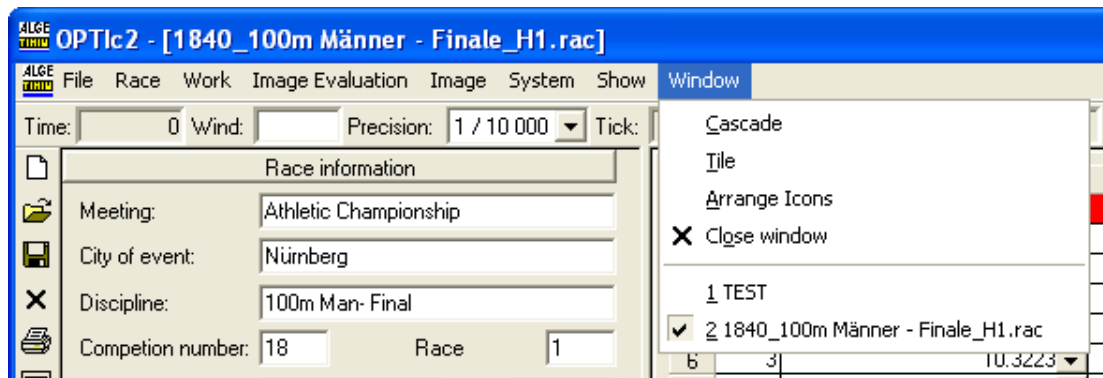 ALGE TIMING OPTIc2 - [1840_100m Männer - Finale_H1.rac]
ALGE TIMING File Race Work Image Evaluation Image System Show Window
Time: 0 Wind: Precision: 1 / 10 000 Tick:
Race information
Meeting: Athletic Championship
City of event: Nürnberg
Discipline: 100m Man- Final
Competion number: 18 Race 1
Cascade
Tile
Arrange Icons
Close window
1 TEST
2 1840_100m Männer - Finale_H1.rac
6 3 10.3223